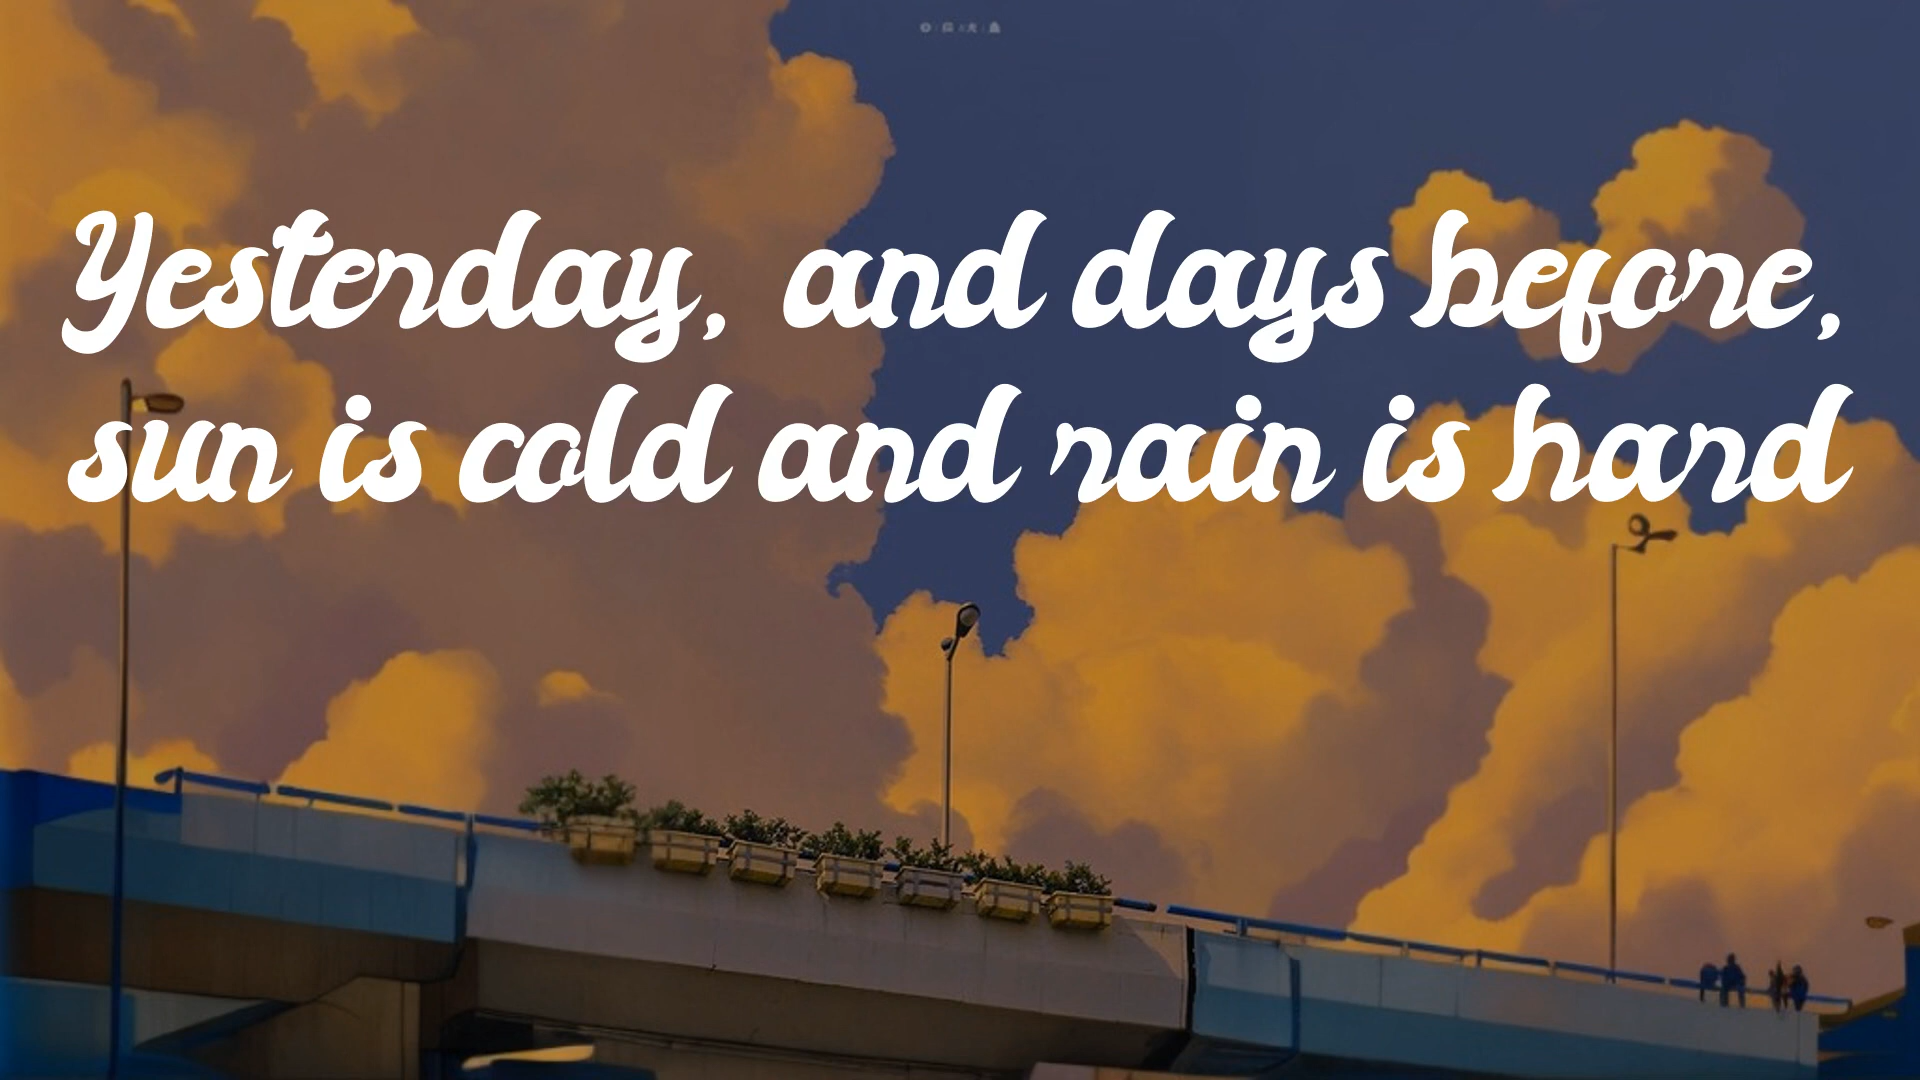 Yesterday, and days before,
sun is cold and rain is hard